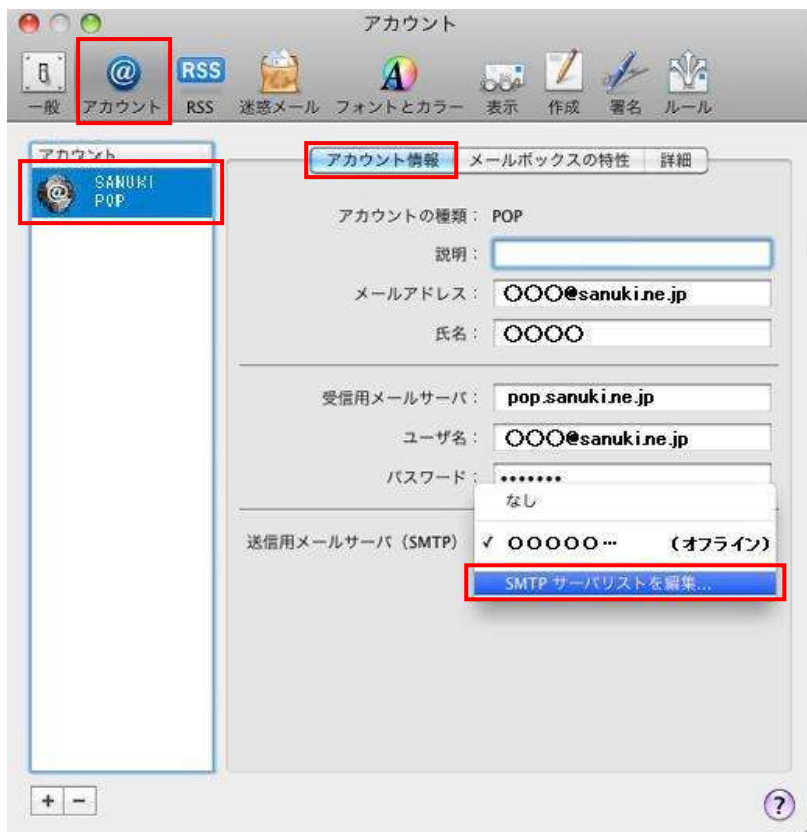 アカウント
RSS
一般 アカウント RSS 迷惑メール フォントとカラー 表示 作成 署名 ルール
アカウント
アカウント情報 メールボックスの特性 詳細
SANUKI
POP
アカウントの種類： POP
説明：
メールアドレス： 〇〇〇@sanuki.ne.jp
氏名： 〇〇〇〇
受信用メールサーバ： pop.sanuki.ne.jp
ユーザ名： 〇〇〇@sanuki.ne.jp
パスワード： •••••••
なし
送信用メールサーバ（SMTP） ✓ 〇〇〇〇〇… （オフライン）
SMTP サーバリストを編集...
+ − ?